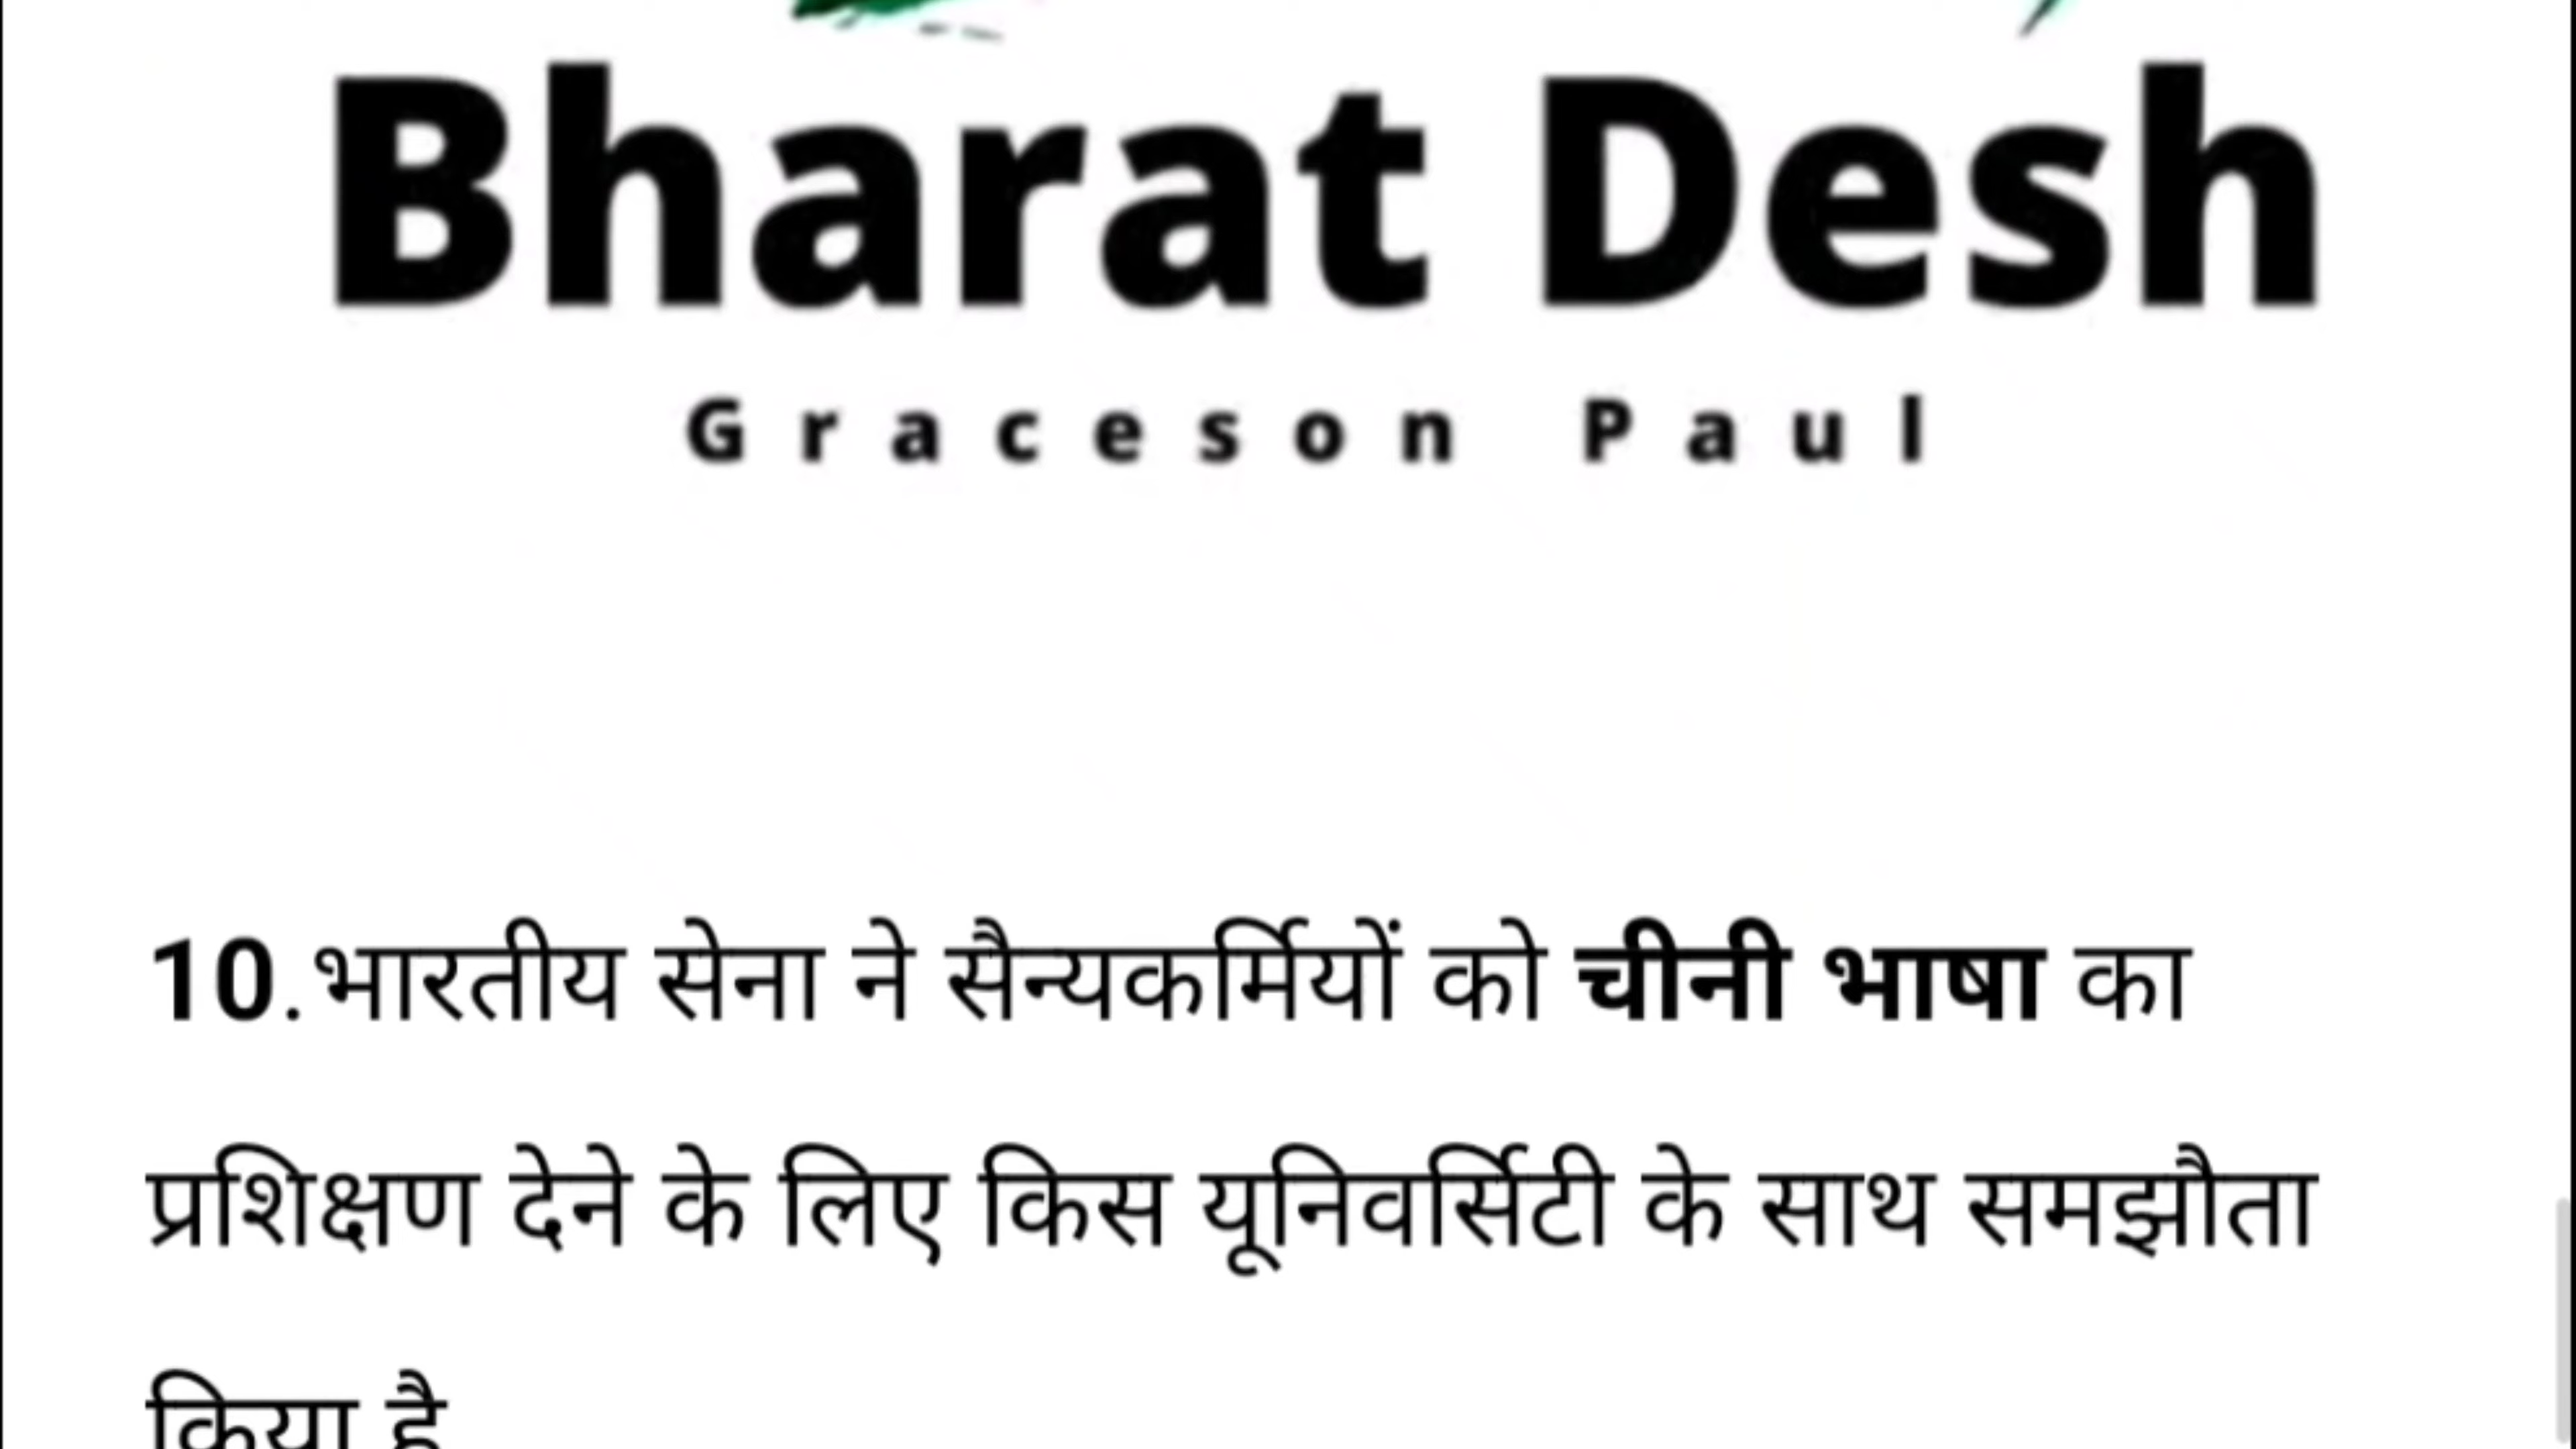 Bharat Desh
Graceson Paul
10.भारतीय सेना ने सैन्यकर्मियों को चीनी भाषा का
प्रशिक्षण देने के लिए किस यूनिवर्सिटी के साथ समझौता
किया है